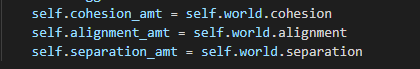 self.cohesion_amt = self.world.cohesion
self.alignment_amt = self.world.alignment
self.separation_amt = self.world.separation